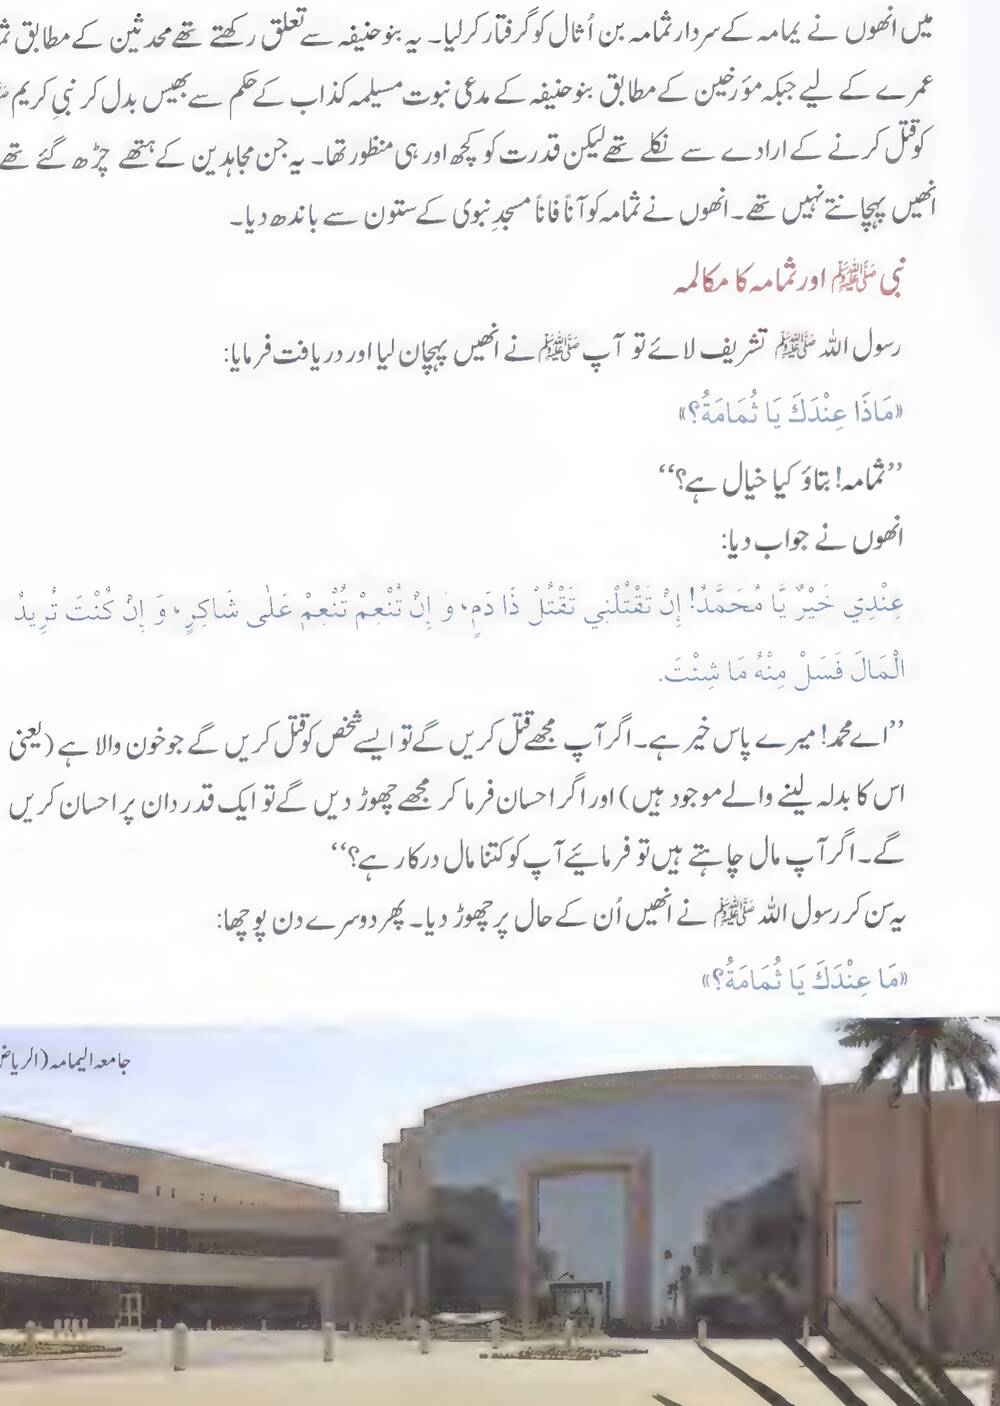 میں انھوں نے یمامہ کے سردار ثمامہ بن اُثال کو گرفتار کر لیا۔ یہ بنو حنیفہ سے تعلق رکھتے تھے محدثین کے مطابق
عمرے کے لیے جبکہ مؤرخین کے مطابق بنو حنیفہ کے مدعی نبوت مسیلمہ کذاب کے حکم سے بھیس بدل کر نبیِ کریم
کو قتل کرنے کے ارادے سے نکلے تھے لیکن قدرت کو کچھ اور ہی منظور تھا۔ یہ جن مجاہدین کے ہتھے چڑھ گئے تھے
انھیں پہچانتے نہیں تھے۔ انھوں نے ثمامہ کو آناً فاناً مسجدِ نبوی کے ستون سے باندھ دیا۔
نبی ﷺ اور ثمامہ کا مکالمہ
رسول اللہ ﷺ تشریف لائے تو آپ ﷺ نے انھیں پہچان لیا اور دریافت فرمایا:
«مَاذَا عِنْدَكَ يَا ثُمَامَةُ؟»
’’ثمامہ! بتاؤ کیا خیال ہے؟‘‘
انھوں نے جواب دیا:
عِنْدِي خَيْرٌ يَّا مُحَمَّدُ! إِنْ تَقْتُلْنِي تَقْتُلْ ذَا دَمٍ، وَ إِنْ تُنْعِمْ تُنْعِمْ عَلٰى شَاكِرٍ، وَ إِنْ كُنْتَ تُرِيدُ
الْمَالَ فَسَلْ مِنْهُ مَا شِئْتَ.
’’اے محمد! میرے پاس خیر ہے۔ اگر آپ مجھے قتل کریں گے تو ایسے شخص کو قتل کریں گے جو خون والا ہے (یعنی
اس کا بدلہ لینے والے موجود ہیں) اور اگر احسان فرما کر مجھے چھوڑ دیں گے تو ایک قدر دان پر احسان کریں
گے۔ اگر آپ مال چاہتے ہیں تو فرمائیے آپ کو کتنا مال درکار ہے؟‘‘
یہ سن کر رسول اللہ ﷺ نے انھیں اُن کے حال پر چھوڑ دیا۔ پھر دوسرے دن پوچھا:
«مَا عِنْدَكَ يَا ثُمَامَةُ؟»
جامعہ الیمامہ (الریاض